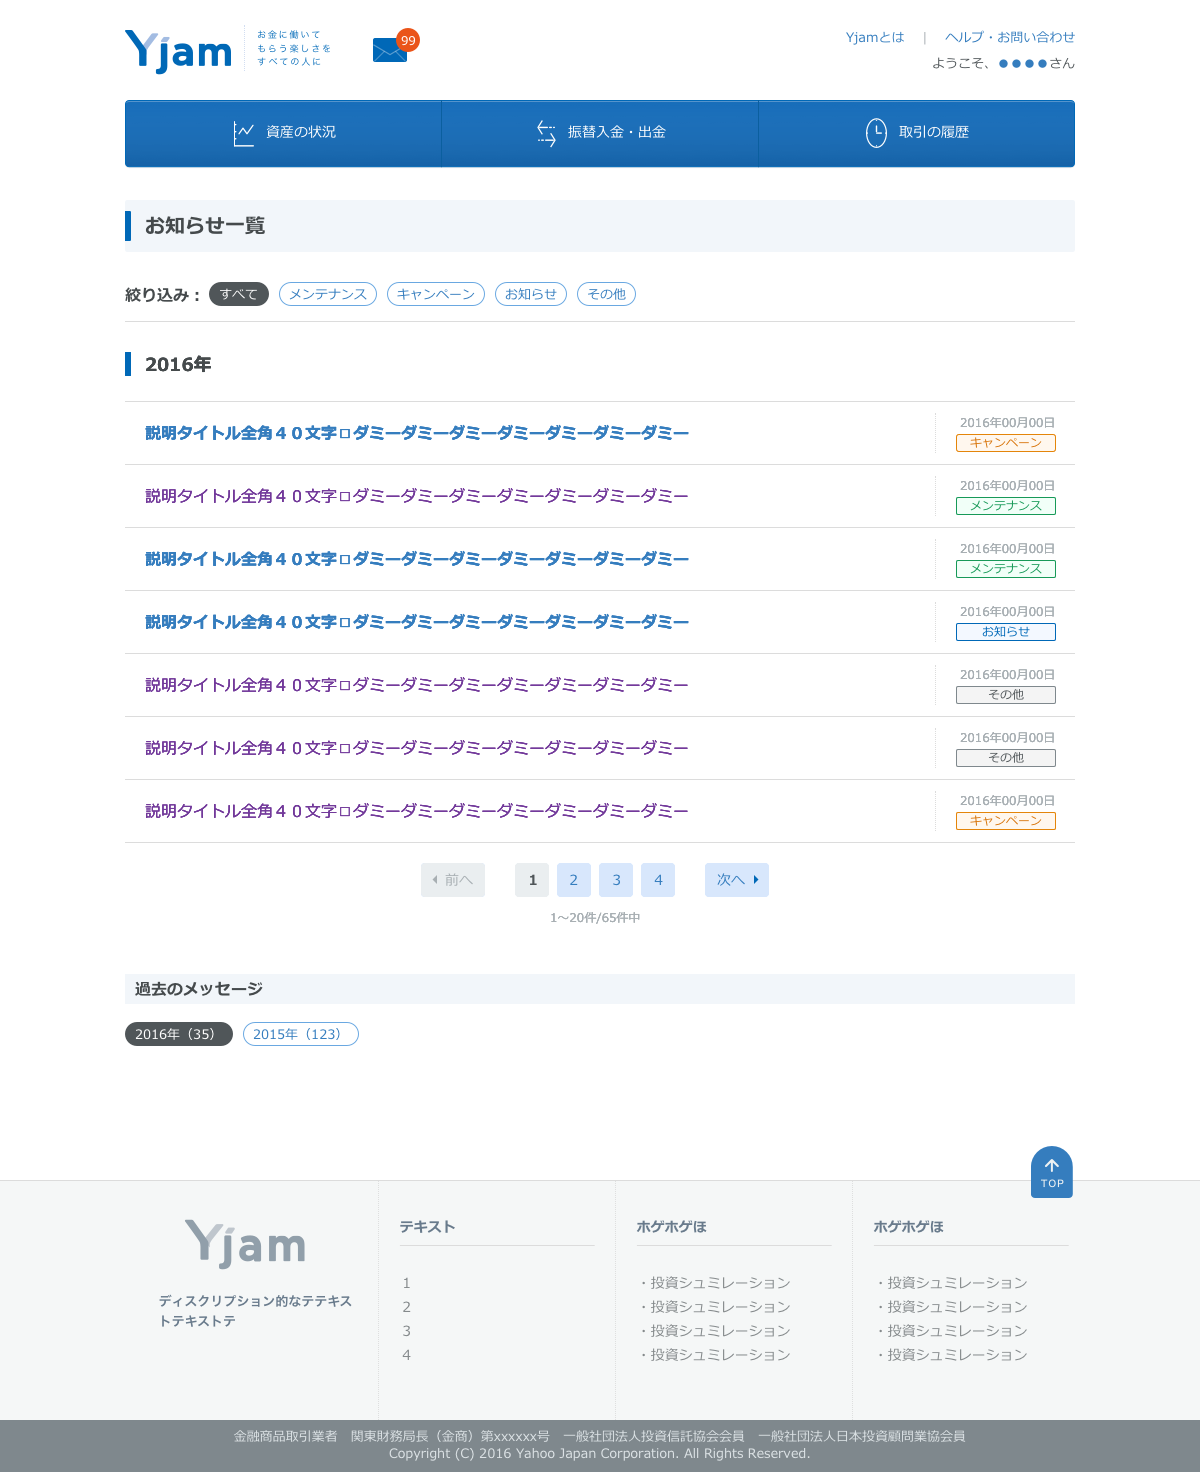 Yjam
お金に働いて
もらう楽しさを
すべての人に
99
Yjamとは ｜ ヘルプ・お問い合わせ
ようこそ、●●●●さん
資産の状況
振替入金・出金
取引の履歴
お知らせ一覧
絞り込み： すべて メンテナンス キャンペーン お知らせ その他
2016年
説明タイトル全角４０文字ロダミーダミーダミーダミーダミーダミーダミー
2016年00月00日
キャンペーン
説明タイトル全角４０文字ロダミーダミーダミーダミーダミーダミーダミー
2016年00月00日
メンテナンス
説明タイトル全角４０文字ロダミーダミーダミーダミーダミーダミーダミー
2016年00月00日
メンテナンス
説明タイトル全角４０文字ロダミーダミーダミーダミーダミーダミーダミー
2016年00月00日
お知らせ
説明タイトル全角４０文字ロダミーダミーダミーダミーダミーダミーダミー
2016年00月00日
その他
説明タイトル全角４０文字ロダミーダミーダミーダミーダミーダミーダミー
2016年00月00日
その他
説明タイトル全角４０文字ロダミーダミーダミーダミーダミーダミーダミー
2016年00月00日
キャンペーン
前へ 1 2 3 4 次へ
1〜20件/65件中
過去のメッセージ
2016年（35） 2015年（123）
TOP
Yjam
ディスクリプション的なテテキス
トテキストテ
テキスト
1
2
3
4
ホゲホゲほ
・投資シュミレーション
・投資シュミレーション
・投資シュミレーション
・投資シュミレーション
ホゲホゲほ
・投資シュミレーション
・投資シュミレーション
・投資シュミレーション
・投資シュミレーション
金融商品取引業者　関東財務局長（金商）第xxxxxx号　一般社団法人投資信託協会会員　一般社団法人日本投資顧問業協会員
Copyright (C) 2016 Yahoo Japan Corporation. All Rights Reserved.